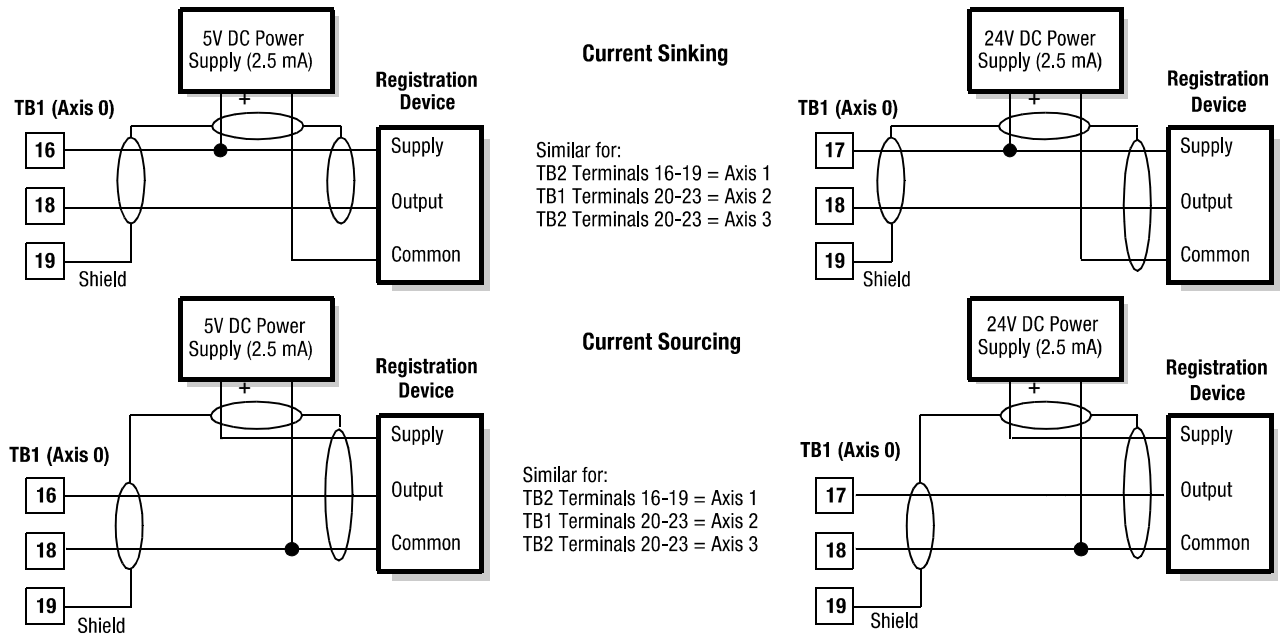 5V DC Power
Supply (2.5 mA)
+
Registration
Device
TB1 (Axis 0)
16
18
19
Shield
Supply
Output
Common
Current Sinking
Similar for:
TB2 Terminals 16-19 = Axis 1
TB1 Terminals 20-23 = Axis 2
TB2 Terminals 20-23 = Axis 3
24V DC Power
Supply (2.5 mA)
+
Registration
Device
TB1 (Axis 0)
17
18
19
Shield
Supply
Output
Common
5V DC Power
Supply (2.5 mA)
+
Registration
Device
TB1 (Axis 0)
16
18
19
Shield
Supply
Output
Common
Current Sourcing
Similar for:
TB2 Terminals 16-19 = Axis 1
TB1 Terminals 20-23 = Axis 2
TB2 Terminals 20-23 = Axis 3
24V DC Power
Supply (2.5 mA)
+
Registration
Device
TB1 (Axis 0)
17
18
19
Shield
Supply
Output
Common